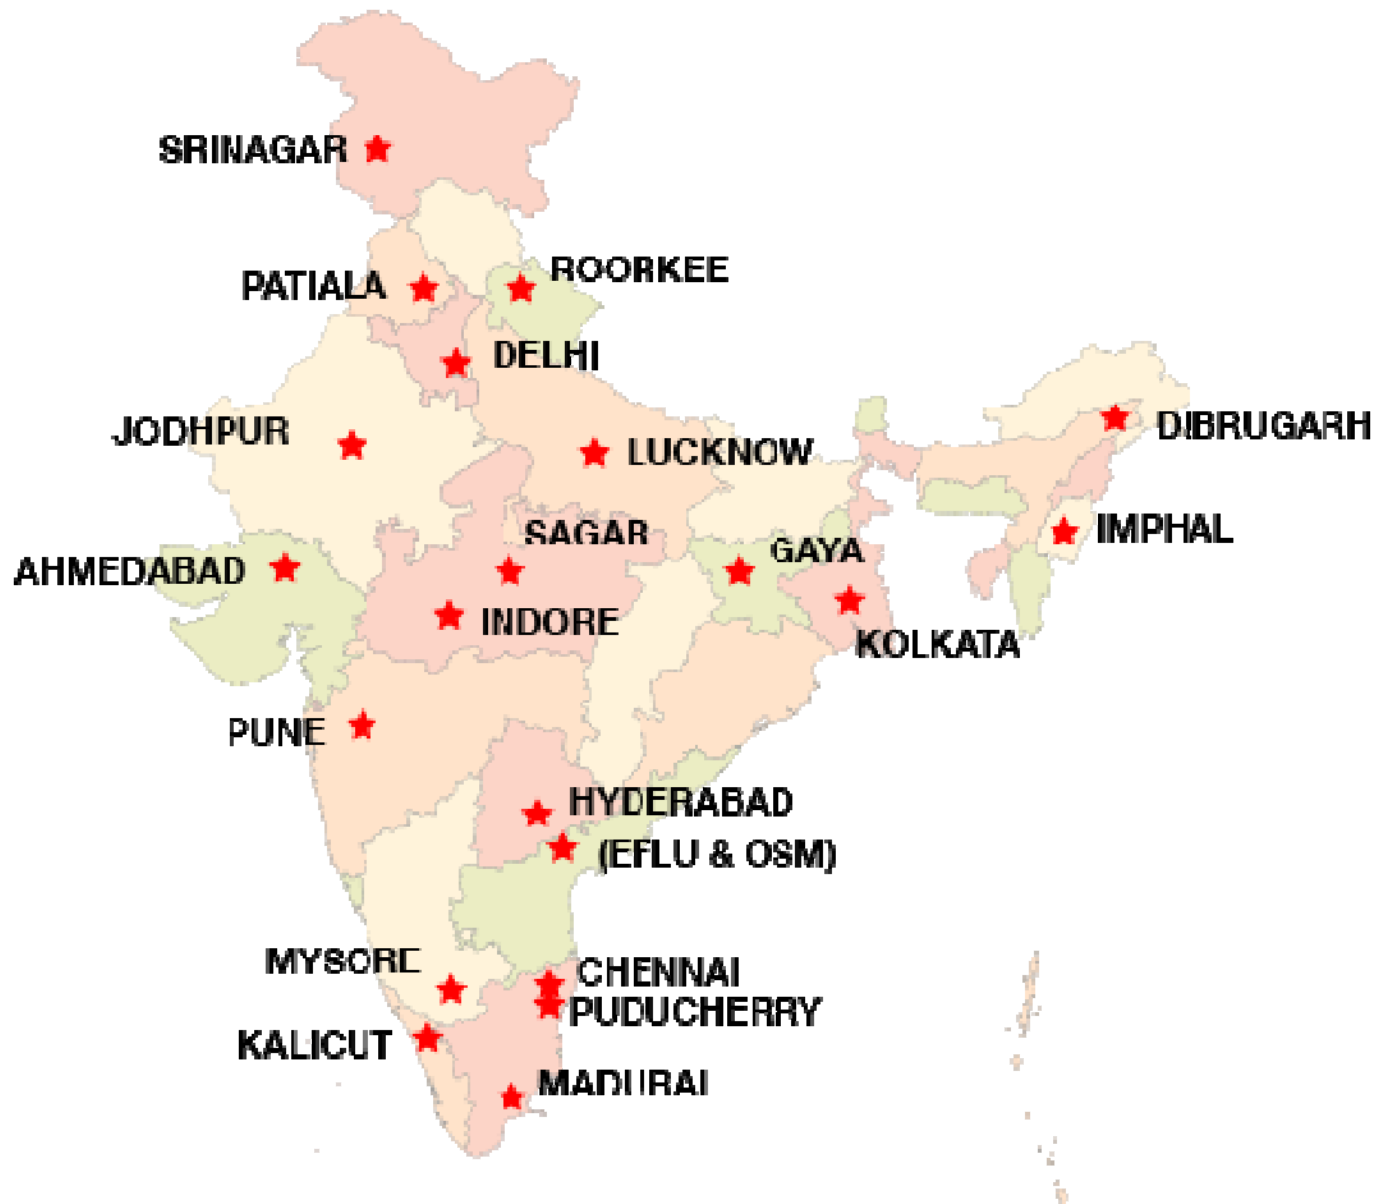 SRINAGAR
ROORKEE
PATIALA
DELHI
JODHPUR
DIBRUGARH
LUCKNOW
IMPHAL
SAGAR
GAYA
AHMEDABAD
INDORE
KOLKATA
PUNE
HYDERABAD
(EFLU & OSM)
MYSORE
CHENNAI
PUDUCHERRY
KALICUT
MADURAI